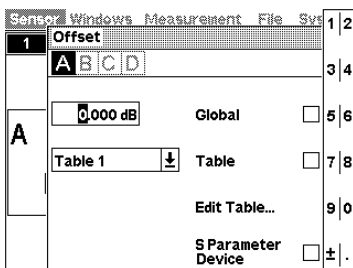 Sensor Windows Measurement File Sys
1 Offset 1|2
A B C D 3|4
0.000 dB Global 5|6
A
Table 1 Table 7|8
Edit Table... 9|0
S Parameter
Device ±|.